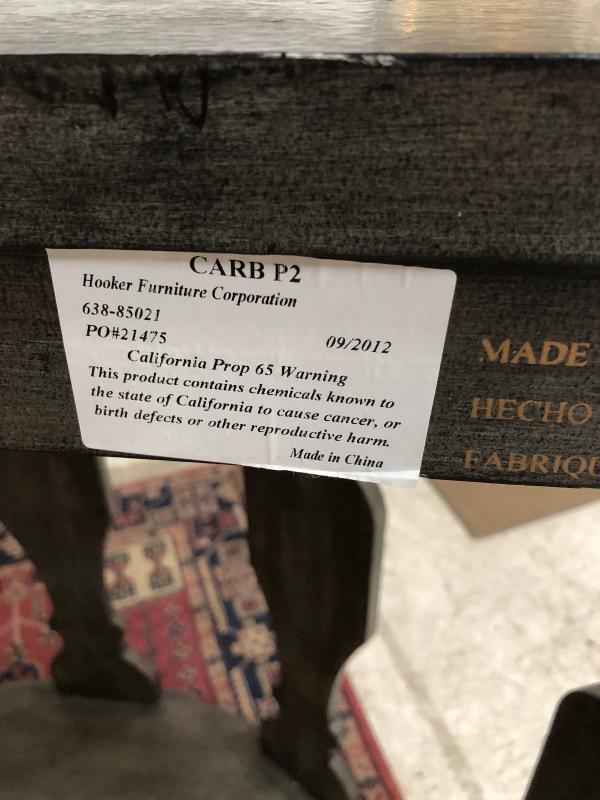 CARB P2
Hooker Furniture Corporation
638-85021
PO#21475
09/2012
California Prop 65 Warning
This product contains chemicals known to
the state of California to cause cancer, or
birth defects or other reproductive harm.
Made in China
MADE
HECHO
FABRIQU